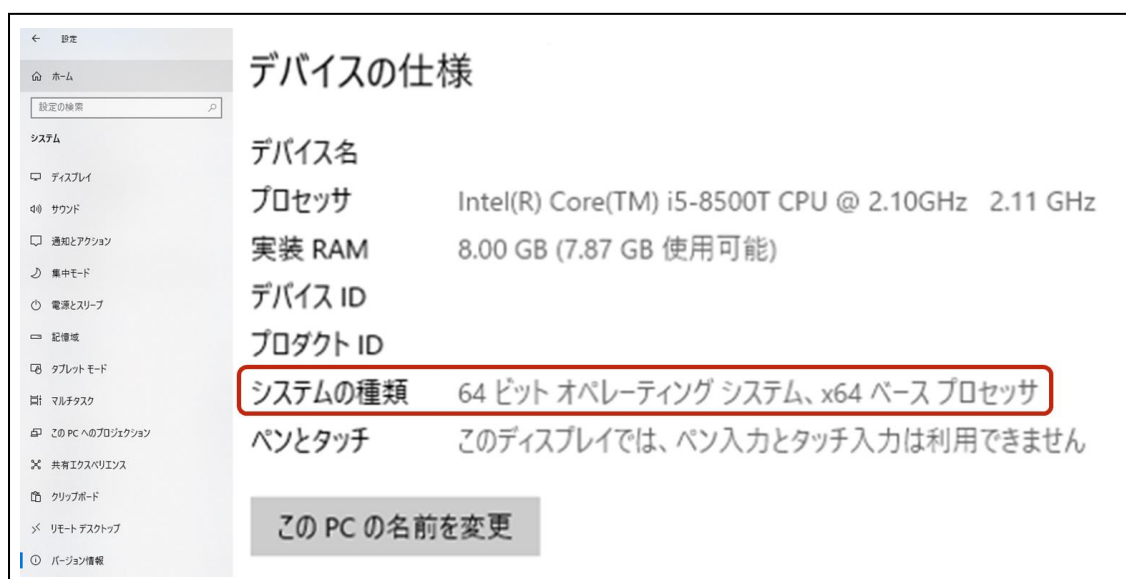 ← 設定
ホーム
設定の検索
システム
ディスプレイ
サウンド
通知とアクション
集中モード
電源とスリープ
記憶域
タブレット モード
マルチタスク
この PC へのプロジェクション
共有エクスペリエンス
クリップボード
リモート デスクトップ
バージョン情報
デバイスの仕様
デバイス名
プロセッサ Intel(R) Core(TM) i5-8500T CPU @ 2.10GHz 2.11 GHz
実装 RAM 8.00 GB (7.87 GB 使用可能)
デバイス ID
プロダクト ID
システムの種類 64 ビット オペレーティング システム、x64 ベース プロセッサ
ペンとタッチ このディスプレイでは、ペン入力とタッチ入力は利用できません
この PC の名前を変更